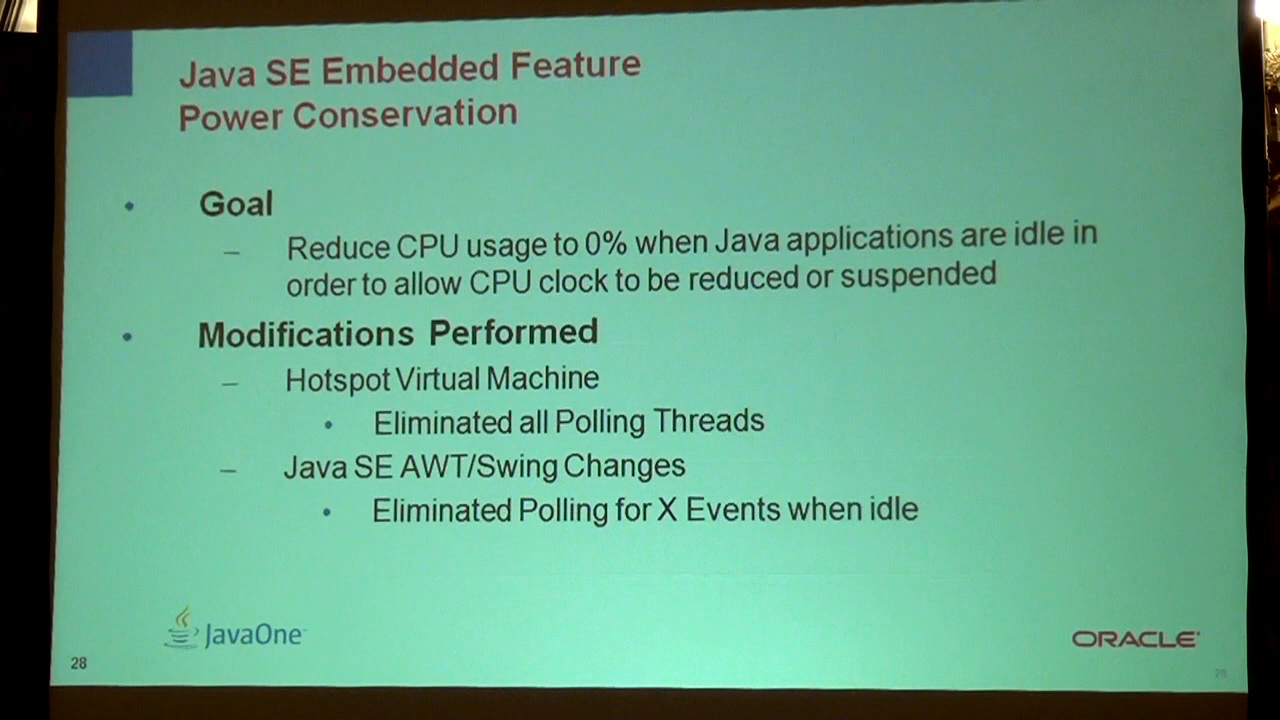 Java SE Embedded Feature
Power Conservation
• Goal
– Reduce CPU usage to 0% when Java applications are idle in
order to allow CPU clock to be reduced or suspended
• Modifications Performed
– Hotspot Virtual Machine
• Eliminated all Polling Threads
– Java SE AWT/Swing Changes
• Eliminated Polling for X Events when idle
JavaOne
ORACLE
28